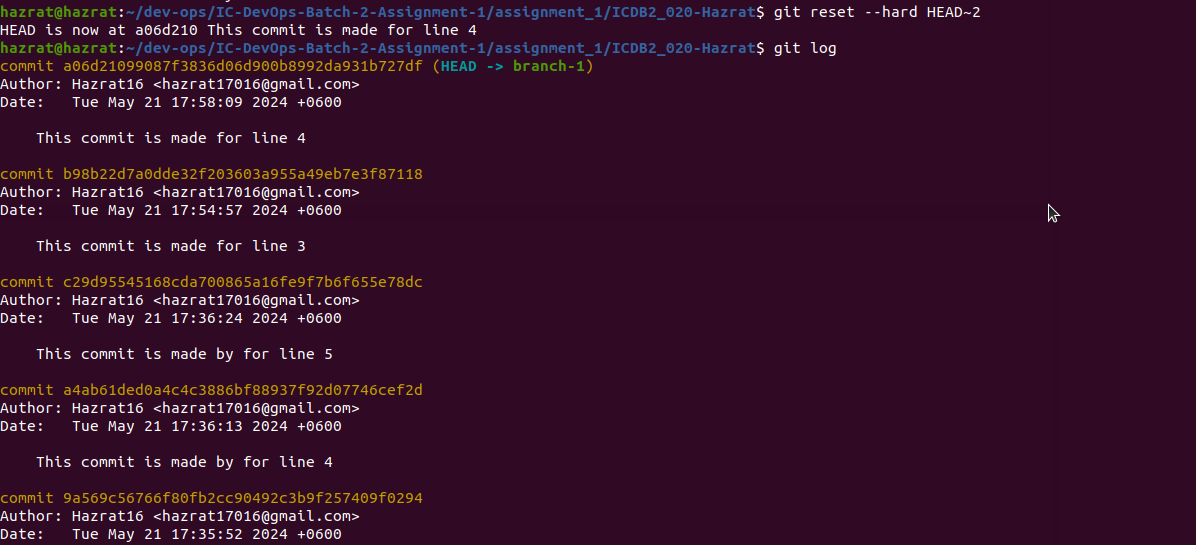 hazrat@hazrat:~/dev-ops/IC-DevOps-Batch-2-Assignment-1/assignment_1/ICDB2_020-Hazrat$ git reset --hard HEAD~2
HEAD is now at a06d210 This commit is made for line 4
hazrat@hazrat:~/dev-ops/IC-DevOps-Batch-2-Assignment-1/assignment_1/ICDB2_020-Hazrat$ git log
commit a06d21099087f3836d06d900b8992da931b727df (HEAD -> branch-1)
Author: Hazrat16 <hazrat17016@gmail.com>
Date:   Tue May 21 17:58:09 2024 +0600
    This commit is made for line 4
commit b98b22d7a0dde32f203603a955a49eb7e3f87118
Author: Hazrat16 <hazrat17016@gmail.com>
Date:   Tue May 21 17:54:57 2024 +0600
    This commit is made for line 3
commit c29d95545168cda700865a16fe9f7b6f655e78dc
Author: Hazrat16 <hazrat17016@gmail.com>
Date:   Tue May 21 17:36:24 2024 +0600
    This commit is made by for line 5
commit a4ab61ded0a4c4c3886bf88937f92d07746cef2d
Author: Hazrat16 <hazrat17016@gmail.com>
Date:   Tue May 21 17:36:13 2024 +0600
    This commit is made by for line 4
commit 9a569c56766f80fb2cc90492c3b9f257409f0294
Author: Hazrat16 <hazrat17016@gmail.com>
Date:   Tue May 21 17:35:52 2024 +0600